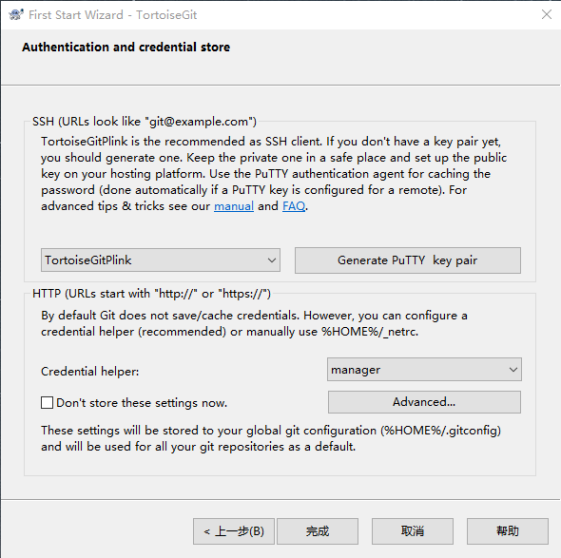 First Start Wizard - TortoiseGit
Authentication and credential store
SSH (URLs look like "git@example.com")
TortoiseGitPlink is the recommended as SSH client. If you don't have a key pair yet,
you should generate one. Keep the private one in a safe place and set up the public
key on your hosting platform. Use the PuTTY authentication agent for caching the
password (done automatically if a PuTTY key is configured for a remote). For
advanced tips & tricks see our manual and FAQ.
TortoiseGitPlink
Generate PuTTY key pair
HTTP (URLs start with "http://" or "https://")
By default Git does not save/cache credentials. However, you can configure a
credential helper (recommended) or manually use %HOME%/_netrc.
Credential helper:
manager
Don't store these settings now.
Advanced...
These settings will be stored to your global git configuration (%HOME%/.gitconfig)
and will be used for all your git repositories as a default.
< 上一步(B)
完成
取消
帮助